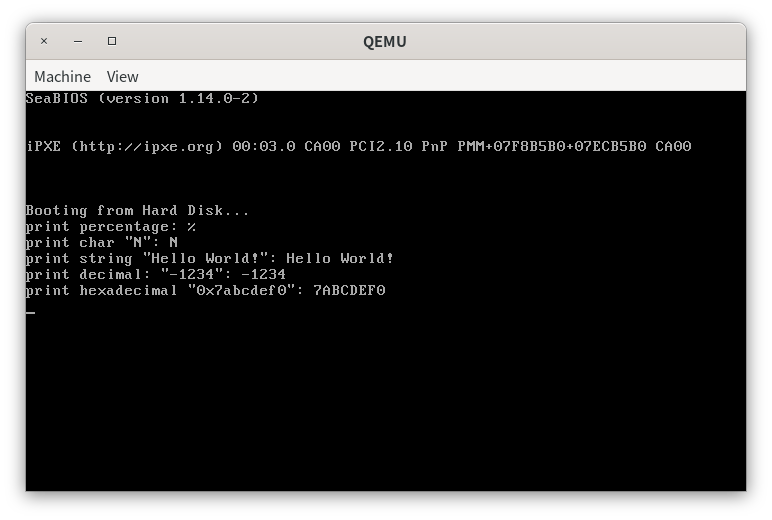 QEMU
Machine View
SeaBIOS (version 1.14.0-2)
iPXE (http://ipxe.org) 00:03.0 CA00 PCI2.10 PnP PMM+07F8B5B0+07ECB5B0 CA00
Booting from Hard Disk...
print percentage: %
print char "N": N
print string "Hello World!": Hello World!
print decimal: "-1234": -1234
print hexadecimal "0x7abcdef0": 7ABCDEF0
_